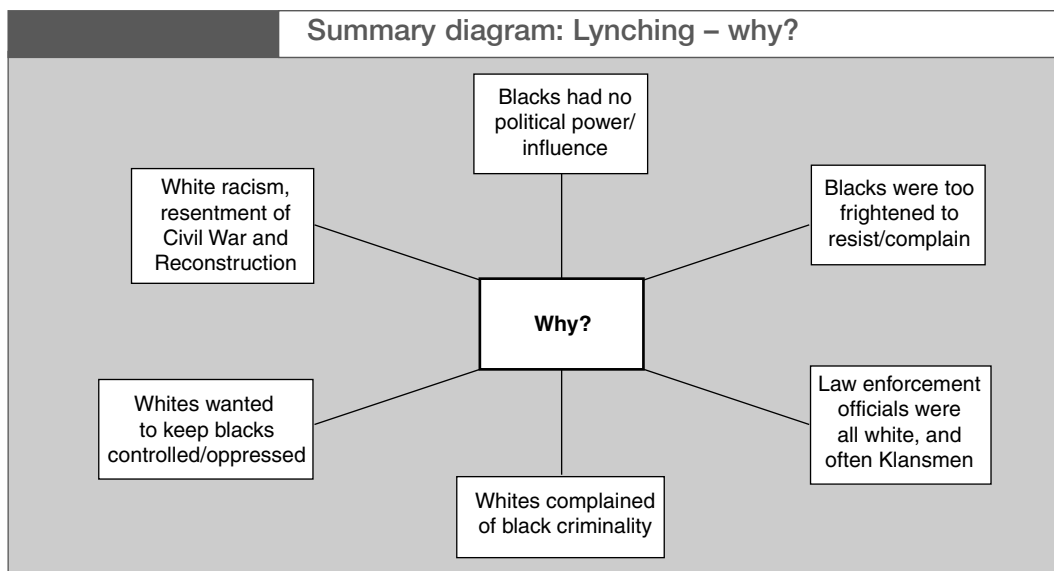 Summary diagram: Lynching – why?
Blacks had no
political power/
influence
White racism,
resentment of
Civil War and
Reconstruction
Blacks were too
frightened to
resist/complain
Why?
Whites wanted
to keep blacks
controlled/oppressed
Law enforcement
officials were
all white, and
often Klansmen
Whites complained
of black criminality